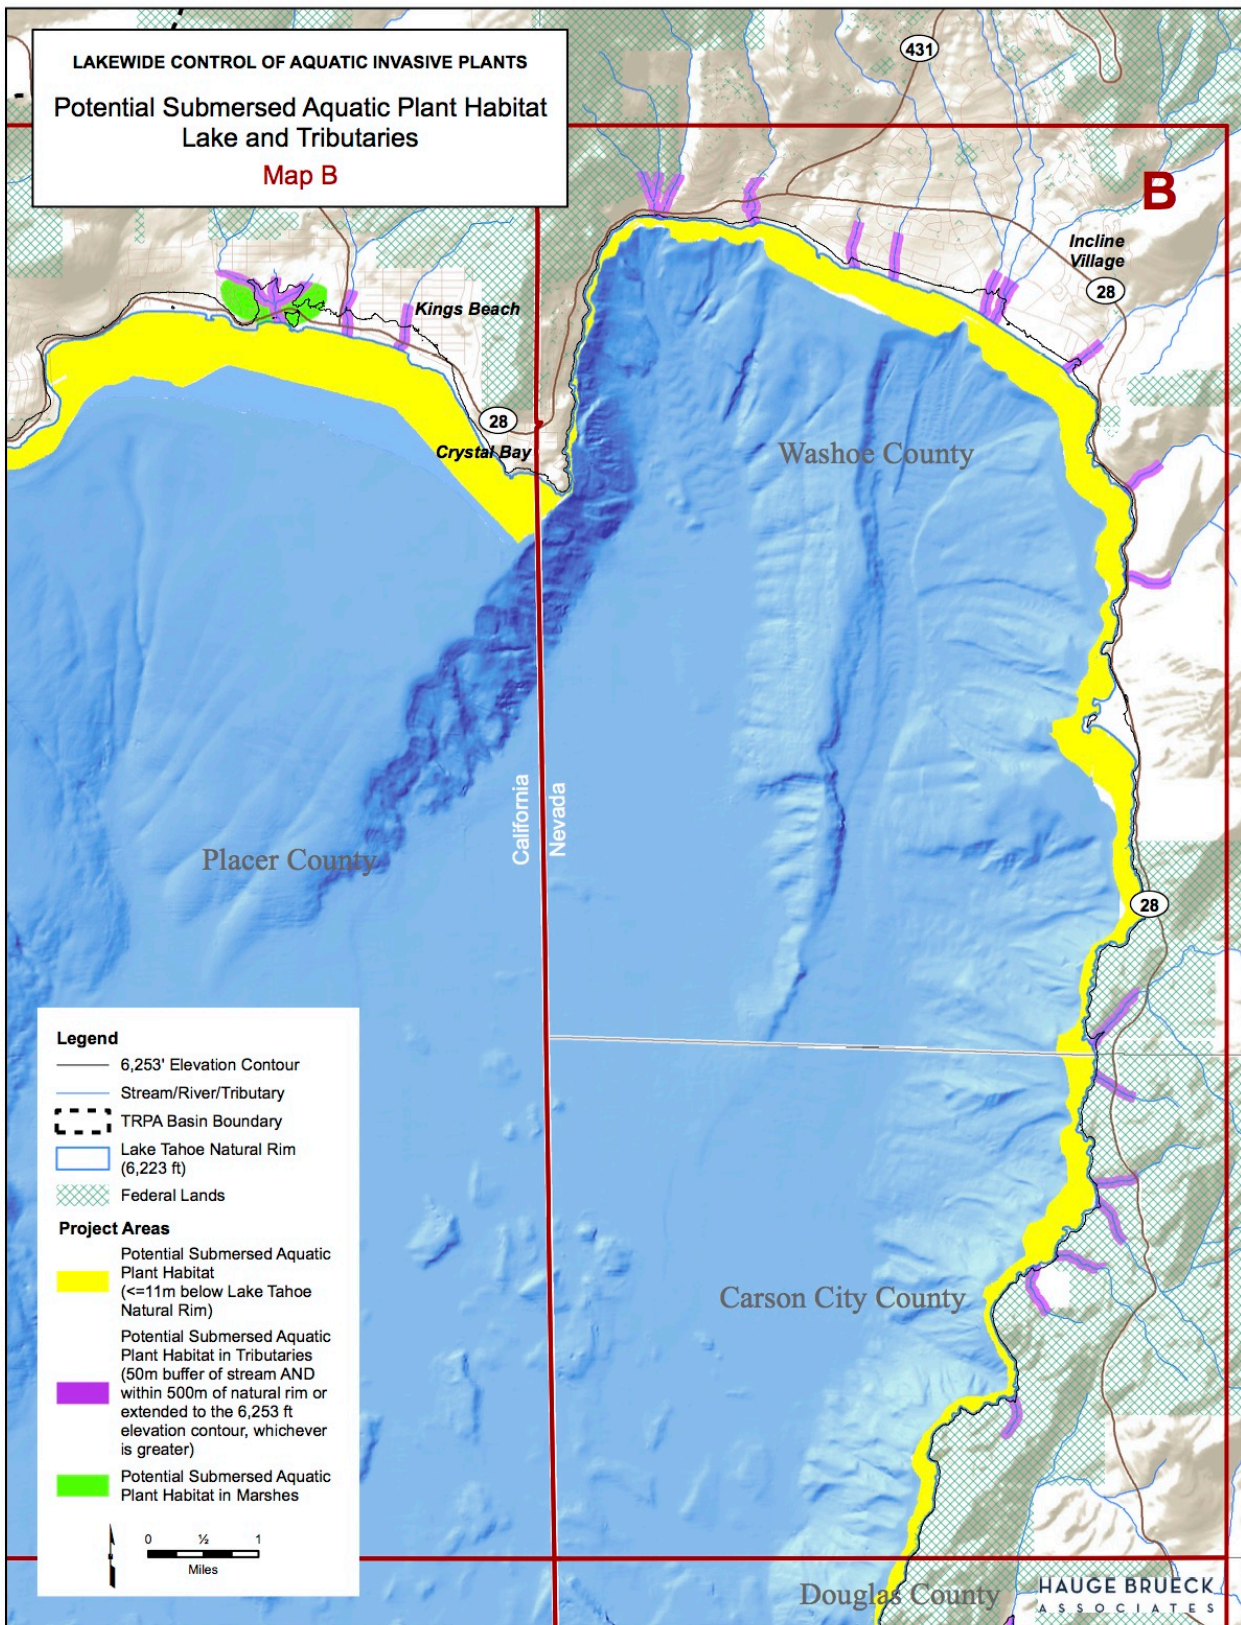 LAKEWIDE CONTROL OF AQUATIC INVASIVE PLANTS
Potential Submersed Aquatic Plant Habitat
Lake and Tributaries
Map B
431
B
Incline
Village
28
Kings Beach
28
Crystal Bay
Washoe County
California
Nevada
Placer County
28
Legend
6,253' Elevation Contour
Stream/River/Tributary
TRPA Basin Boundary
Lake Tahoe Natural Rim
(6,223 ft)
Federal Lands
Project Areas
Potential Submersed Aquatic
Plant Habitat
(<=11m below Lake Tahoe
Natural Rim)
Potential Submersed Aquatic
Plant Habitat in Tributaries
(50m buffer of stream AND
within 500m of natural rim or
extended to the 6,253 ft
elevation contour, whichever
is greater)
Potential Submersed Aquatic
Plant Habitat in Marshes
0 ½ 1
Miles
Carson City County
Douglas County
HAUGE BRUECK
ASSOCIATES